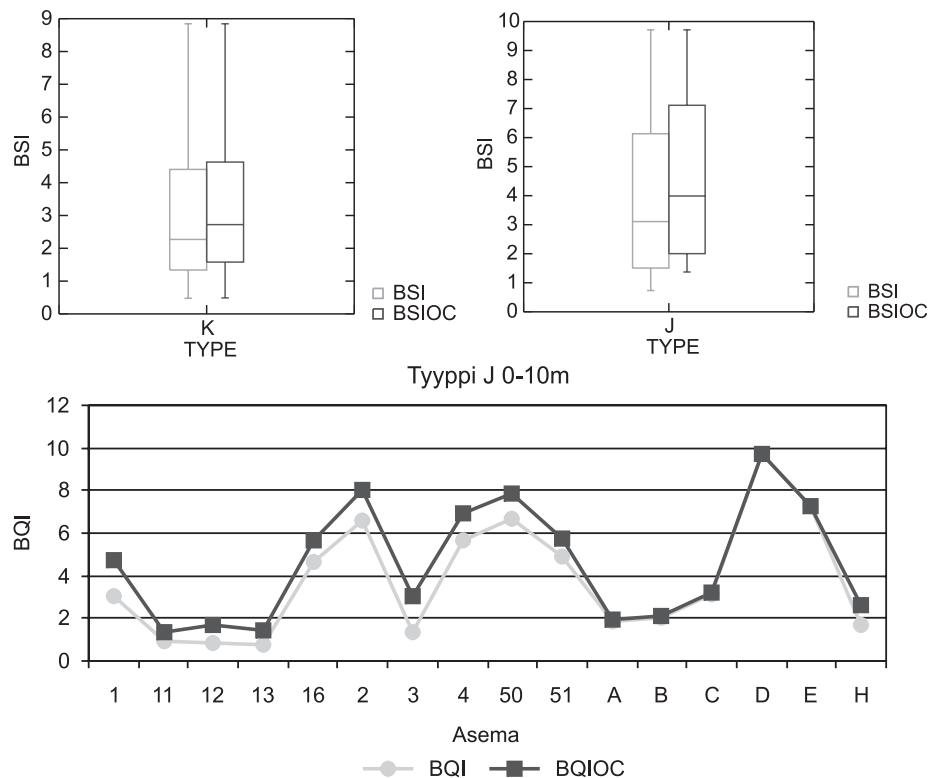 9
8
7
6
5
4
3
2
1
0
BSI
K
TYPE
BSI
BSIOC
10
9
8
7
6
5
4
3
2
1
0
BSI
J
TYPE
BSI
BSIOC
Tyyppi J 0-10m
12
10
8
6
4
2
0
BQI
1 11 12 13 16 2 3 4 50 51 A B C D E H
Asema
BQI BQIOC